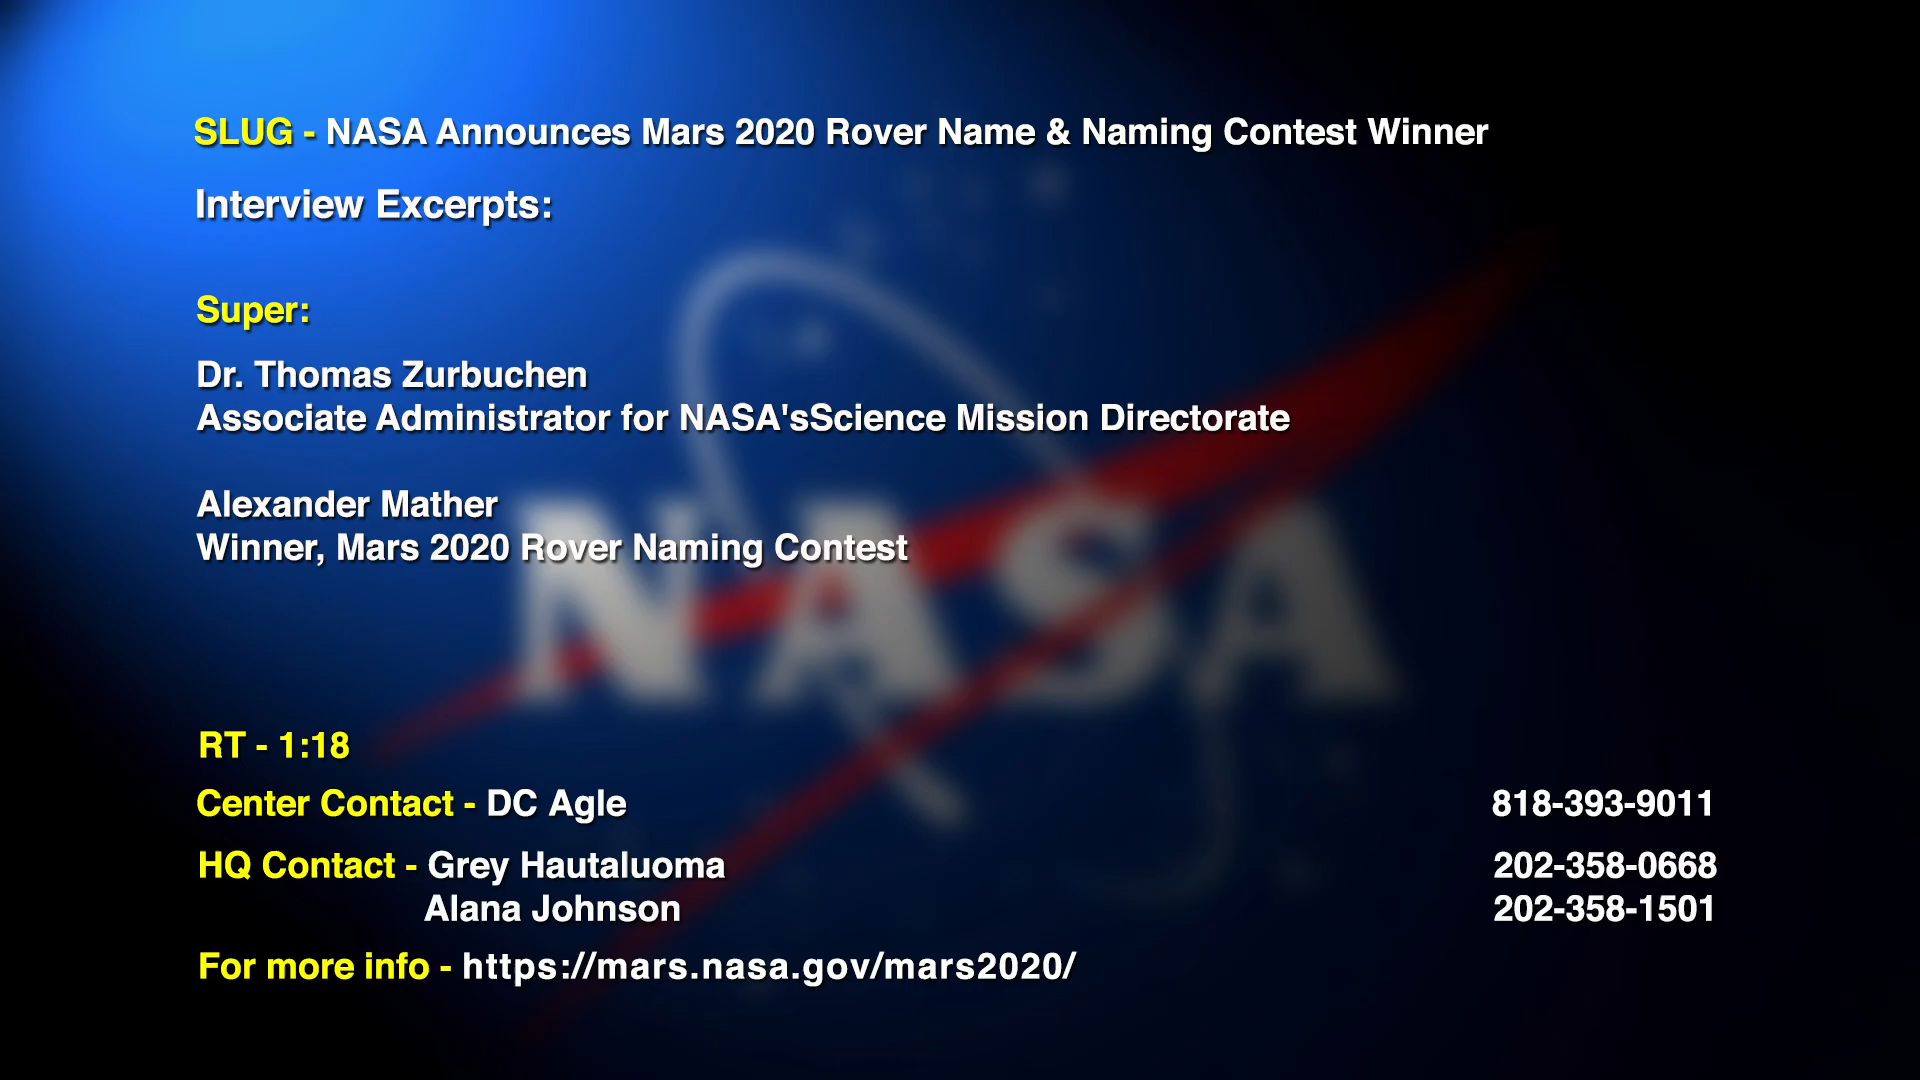 SLUG - NASA Announces Mars 2020 Rover Name & Naming Contest Winner
Interview Excerpts:
Super:
Dr. Thomas Zurbuchen
Associate Administrator for NASA'sScience Mission Directorate
Alexander Mather
Winner, Mars 2020 Rover Naming Contest
NASA
RT - 1:18
Center Contact - DC Agle 818-393-9011
HQ Contact - Grey Hautaluoma 202-358-0668
Alana Johnson 202-358-1501
For more info - https://mars.nasa.gov/mars2020/